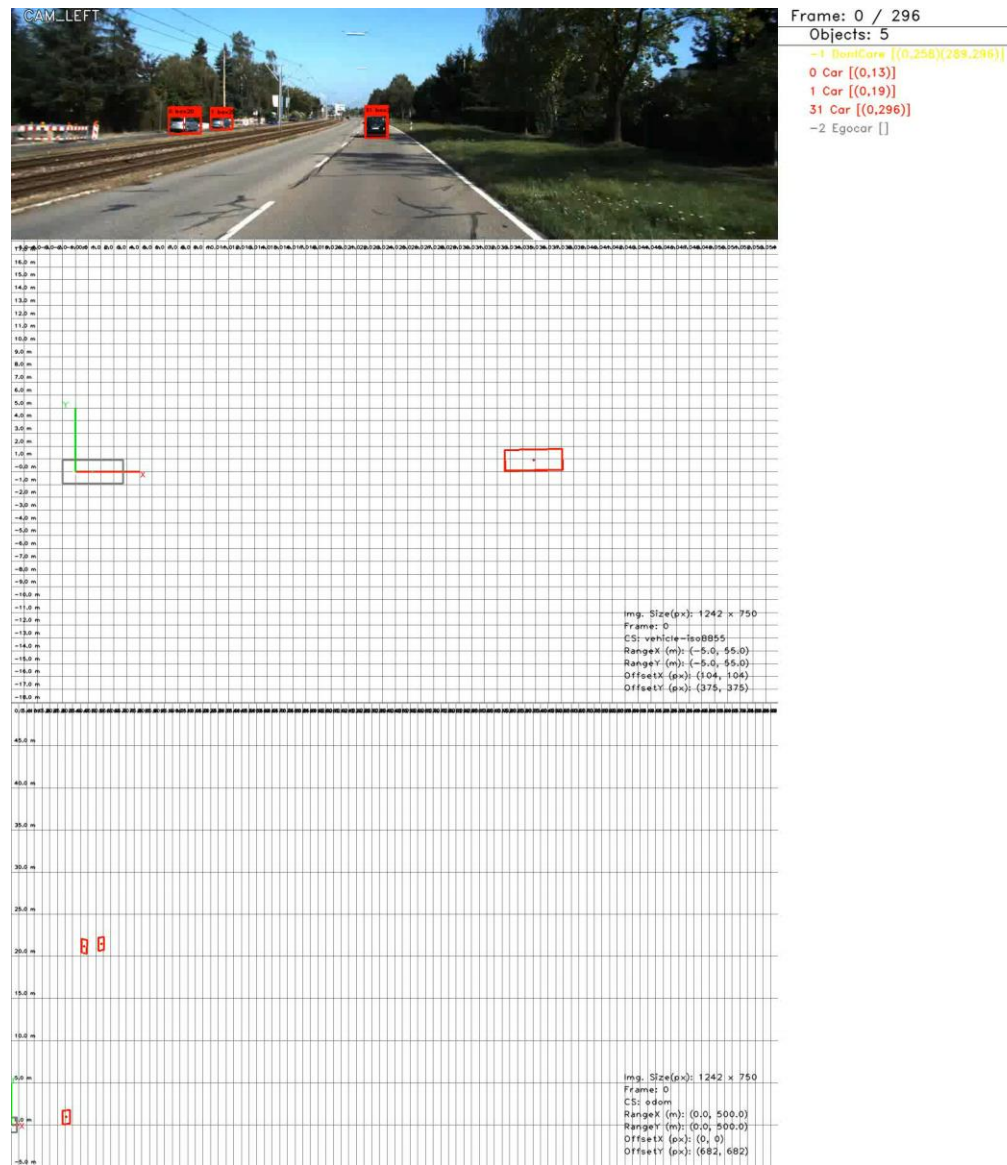 CAM_LEFT
Frame: 0 / 296
Objects: 5
-1 DontCare [(0,258)(289,296)]
0 Car [(0,13)]
1 Car [(0,19)]
31 Car [(0,296)]
-2 Egocar []
16.0 m
15.0 m
14.0 m
13.0 m
12.0 m
11.0 m
10.0 m
9.0 m
8.0 m
7.0 m
6.0 m
5.0 m
Y
4.0 m
3.0 m
2.0 m
1.0 m
-0.0 m
X
-1.0 m
-2.0 m
-3.0 m
-4.0 m
-5.0 m
-6.0 m
-7.0 m
-8.0 m
-9.0 m
-10.0 m
-11.0 m
-12.0 m
-13.0 m
-14.0 m
-15.0 m
-16.0 m
-17.0 m
-18.0 m
Img. Size(px): 1242 x 750
Frame: 0
CS: vehicle-iso8855
RangeX (m): (-5.0, 55.0)
RangeY (m): (-5.0, 55.0)
OffsetX (px): (104, 104)
OffsetY (px): (375, 375)
45.0 m
40.0 m
35.0 m
30.0 m
25.0 m
20.0 m
15.0 m
10.0 m
5.0 m
0.0 m
X
-5.0 m
Img. Size(px): 1242 x 750
Frame: 0
CS: odom
RangeX (m): (0.0, 500.0)
RangeY (m): (0.0, 500.0)
OffsetX (px): (0, 0)
OffsetY (px): (682, 682)